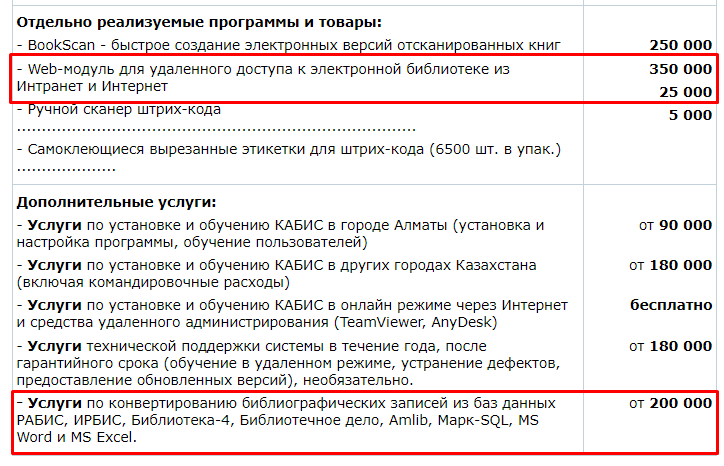 Отдельно реализуемые программы и товары:
- BookScan - быстрое создание электронных версий отсканированных книг 250 000
- Web-модуль для удаленного доступа к электронной библиотеке из 350 000
Интранет и Интернет 25 000
- Ручной сканер штрих-кода 5 000
................................................................................
- Самоклеющиеся вырезанные этикетки для штрих-кода (6500 шт. в упак.)
....................
Дополнительные услуги:
- Услуги по установке и обучению КАБИС в городе Алматы (установка и от 90 000
настройка программы, обучение пользователей)
- Услуги по установке и обучению КАБИС в других городах Казахстана от 180 000
(включая командировочные расходы)
- Услуги по установке и обучению КАБИС в онлайн режиме через Интернет бесплатно
и средства удаленного администрирования (TeamViewer, AnyDesk)
- Услуги технической поддержки системы в течение года, после от 180 000
гарантийного срока (обучение в удаленном режиме, устранение дефектов,
предоставление обновленных версий), необязательно.
- Услуги по конвертированию библиографических записей из баз данных от 200 000
РАБИС, ИРБИС, Библиотека-4, Библиотечное дело, Amlib, Марк-SQL, MS
Word и MS Excel.